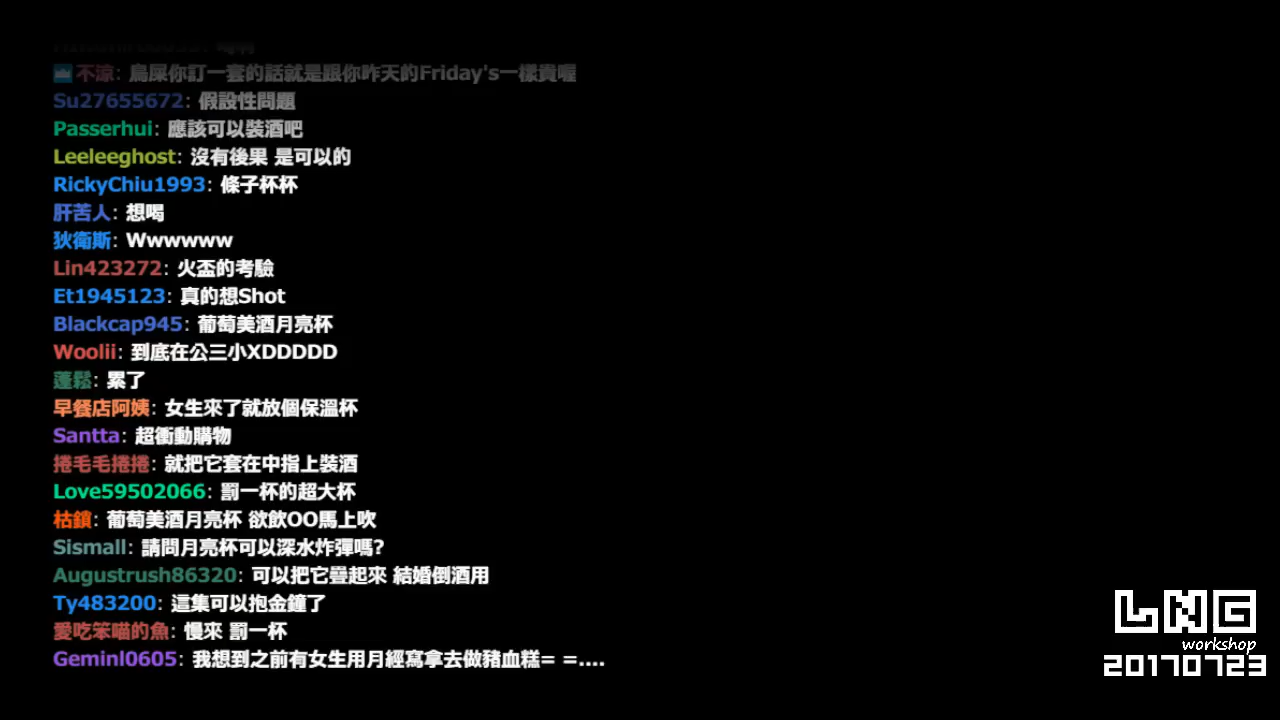 不涼: 鳥屎你訂一套的話就是跟你昨天的Friday's一樣貴喔
Su27655672: 假設性問題
Passerhui: 應該可以裝酒吧
Leeleeghost: 沒有後果 是可以的
RickyChiu1993: 條子杯杯
肝苦人: 想喝
狄衛斯: Wwwwww
Lin423272: 火盃的考驗
Et1945123: 真的想Shot
Blackcap945: 葡萄美酒月亮杯
Woolii: 到底在公三小XDDDDD
蓬鬆: 累了
早餐店阿姨: 女生來了就放個保溫杯
Santta: 超衝動購物
捲毛毛捲捲: 就把它套在中指上裝酒
Love59502066: 罰一杯的超大杯
枯鎖: 葡萄美酒月亮杯 欲飲OO馬上吹
Sismall: 請問月亮杯可以深水炸彈嗎?
Augustrush86320: 可以把它疊起來 結婚倒酒用
Ty483200: 這集可以抱金鐘了
愛吃笨喵的魚: 慢來 罰一杯
Geminl0605: 我想到之前有女生用月經寫拿去做豬血糕= =....
LNG
workshop
20170723